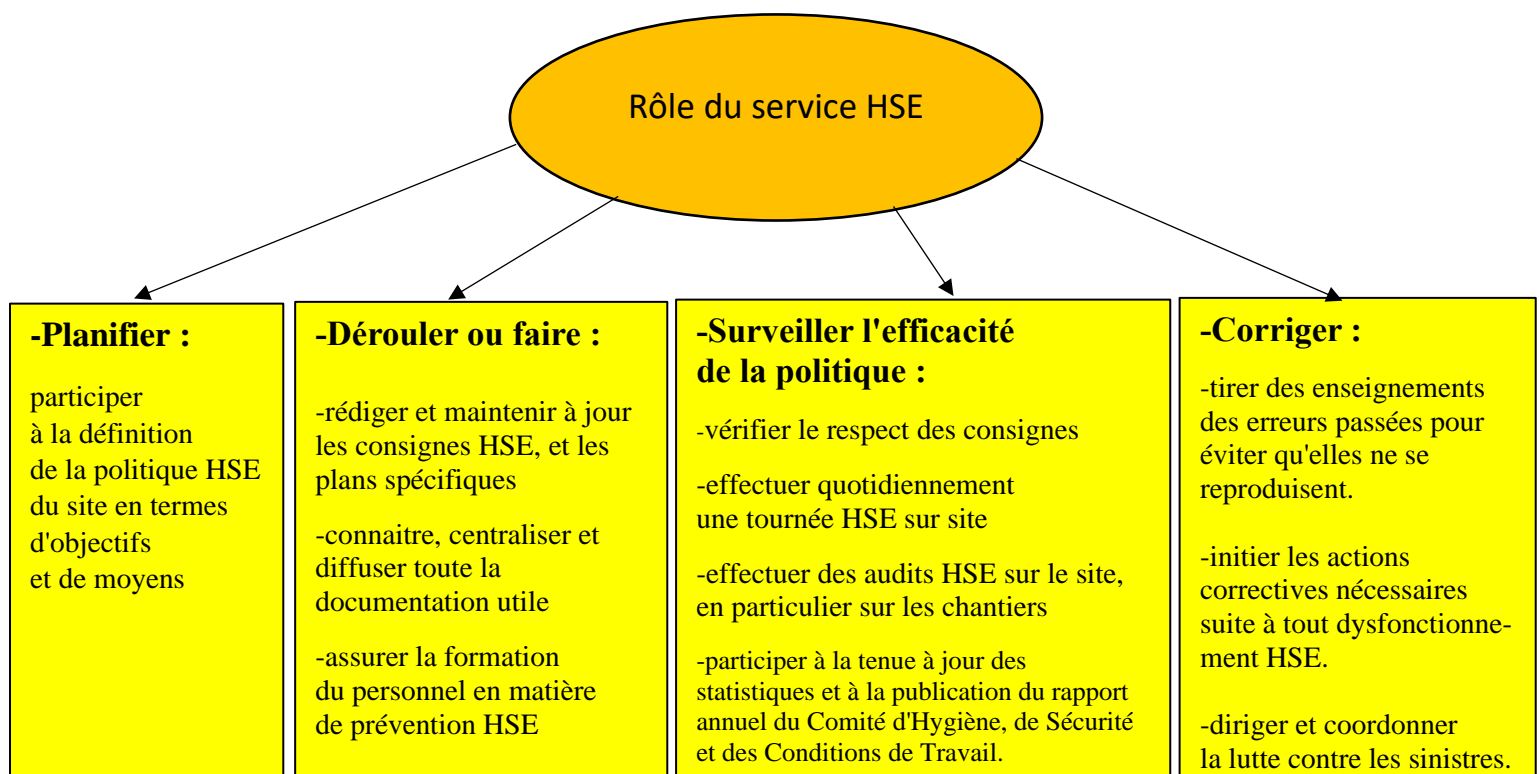 Rôle du service HSE
-Planifier :
participer
à la définition
de la politique HSE
du site en termes
d'objectifs
et de moyens
-Dérouler ou faire :
-rédiger et maintenir à jour
les consignes HSE, et les
plans spécifiques
-connaitre, centraliser et
diffuser toute la
documentation utile
-assurer la formation
du personnel en matière
de prévention HSE
-Surveiller l'efficacité
de la politique :
-vérifier le respect des consignes
-effectuer quotidiennement
une tournée HSE sur site
-effectuer des audits HSE sur le site,
en particulier sur les chantiers
-participer à la tenue à jour des
statistiques et à la publication du rapport
annuel du Comité d'Hygiène, de Sécurité
et des Conditions de Travail.
-Corriger :
-tirer des enseignements
des erreurs passées pour
éviter qu'elles ne se
reproduisent.
-initier les actions
correctives nécessaires
suite à tout dysfonctionne-
ment HSE.
-diriger et coordonner
la lutte contre les sinistres.